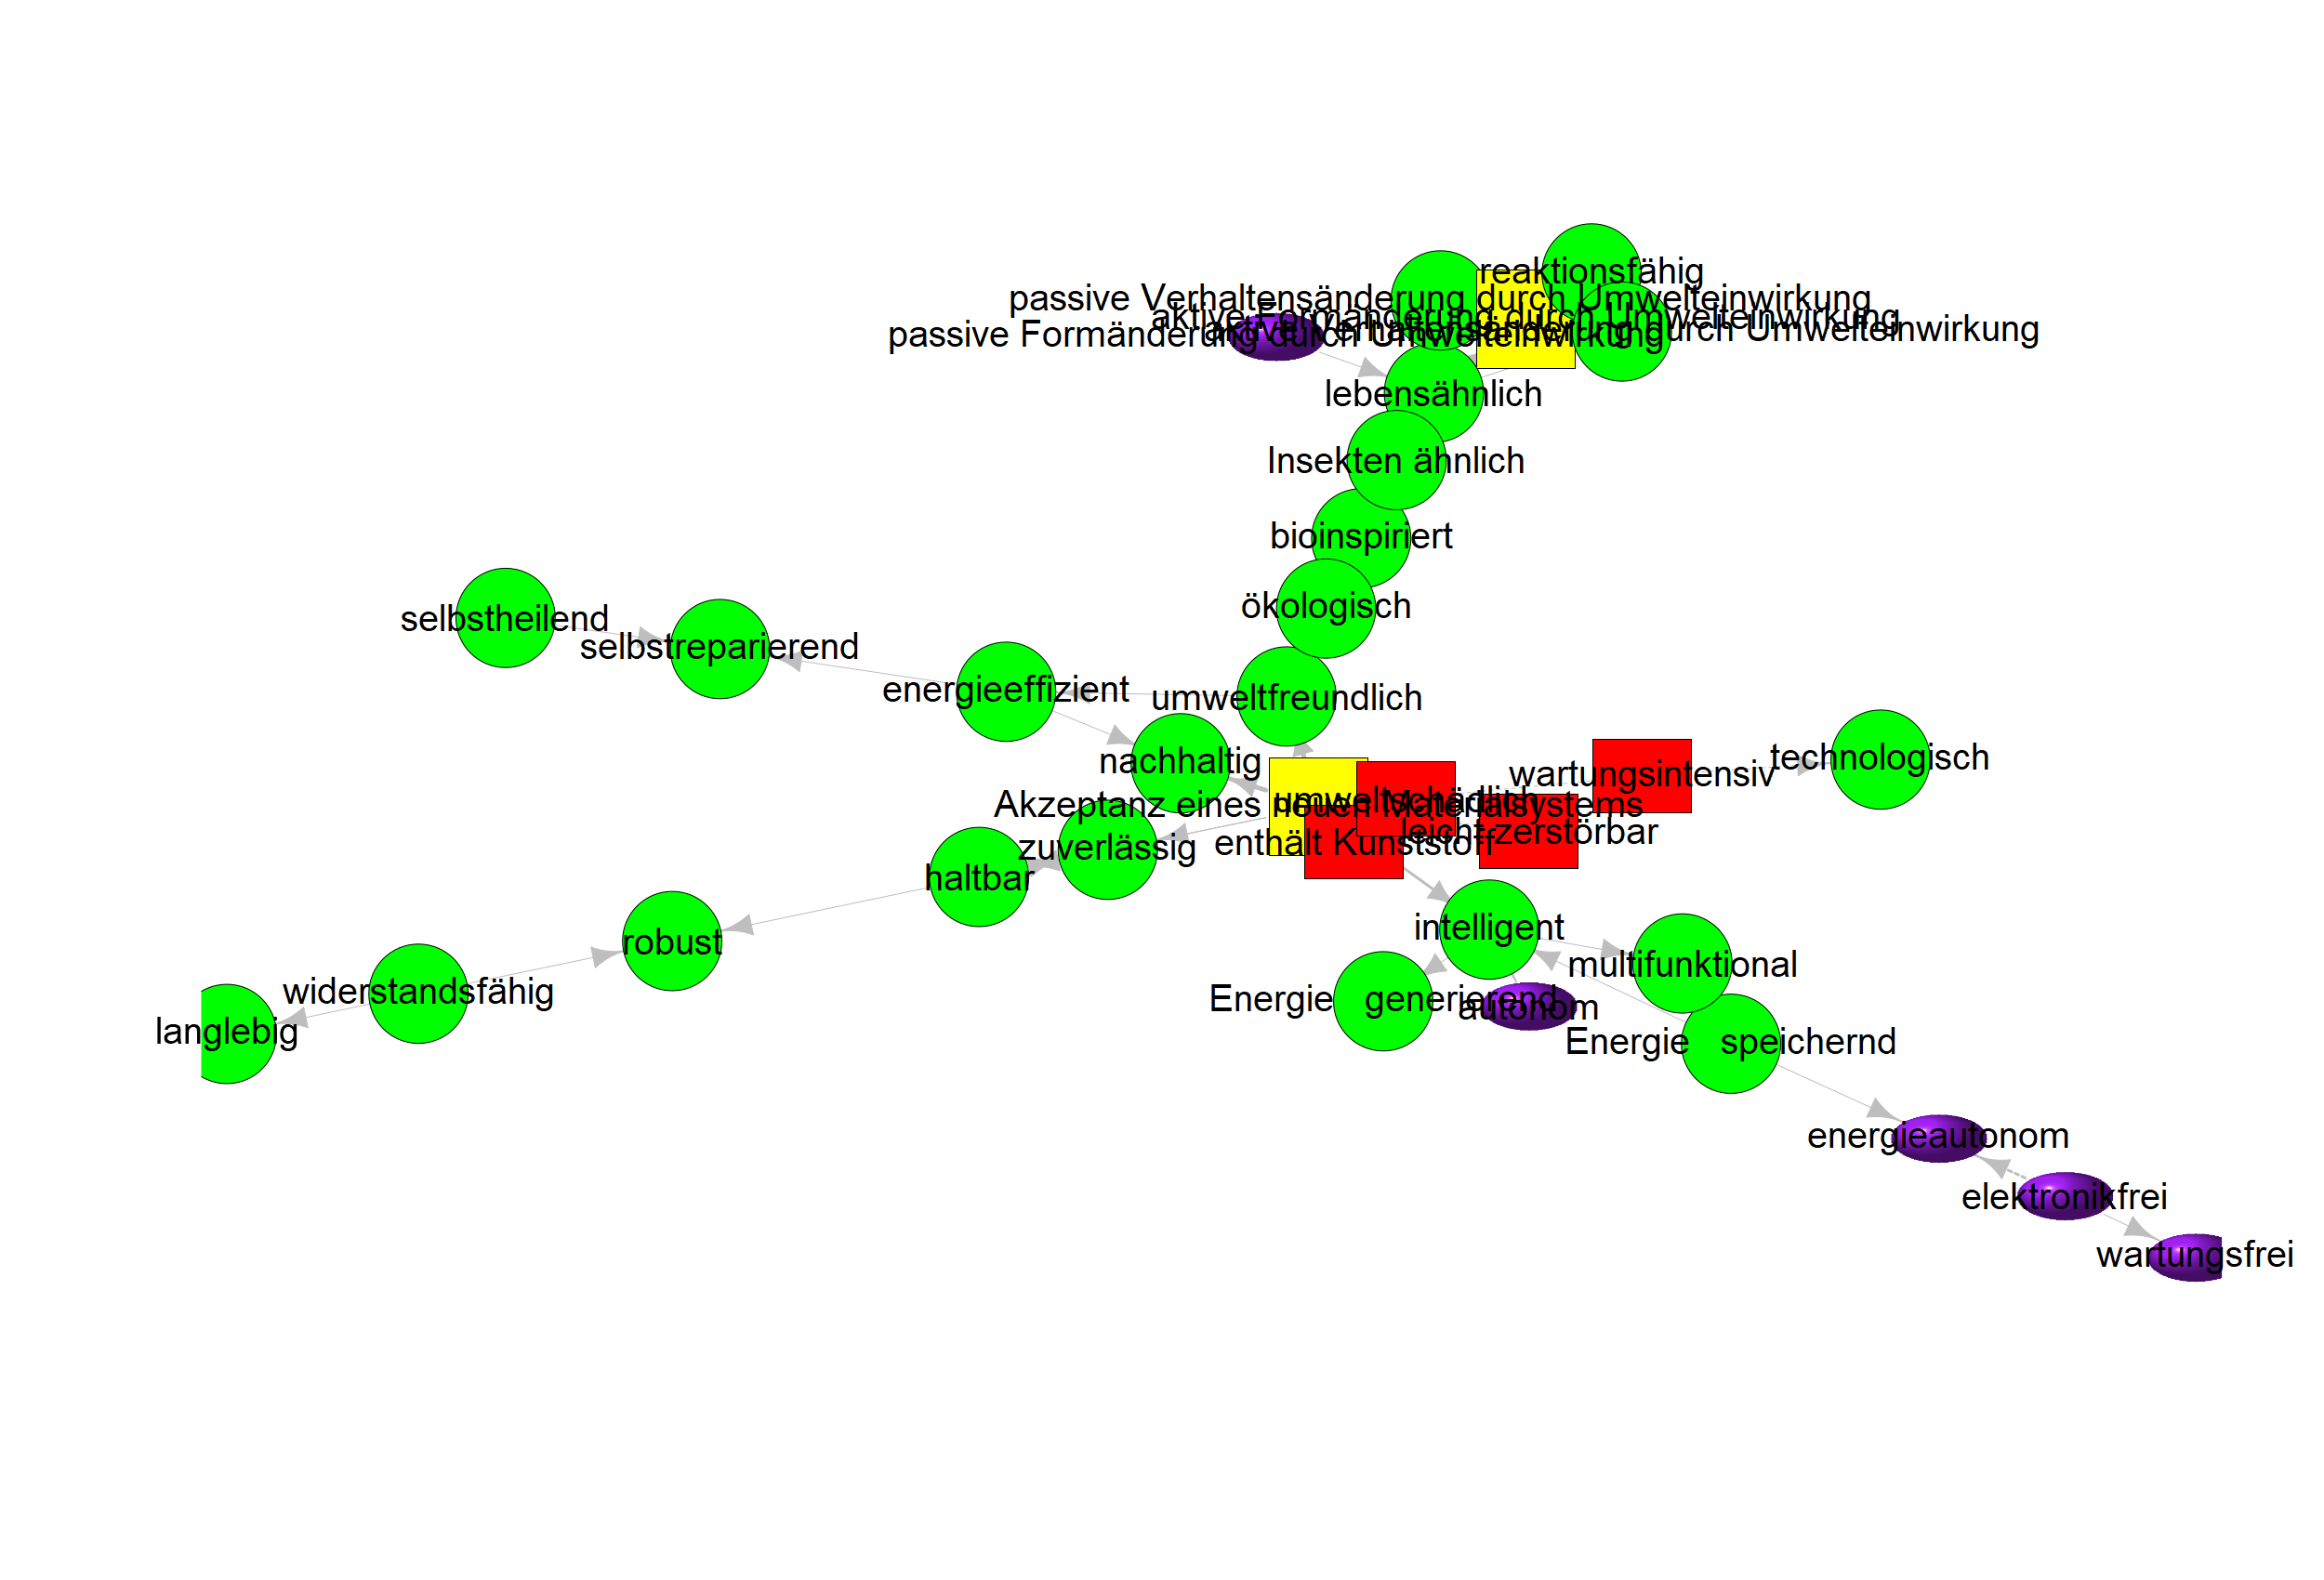 reaktionsfähig
passive Verhaltensänderung durch Umwelteinwirkung
aktive Formänderung durch Umwelteinwirkung
aktive Verhaltensänderung durch Umwelteinwirkung
passive Formänderung durch Umwelteinwirkung
lebensähnlich
Insekten ähnlich
bioinspiriert
ökologisch
selbstheilend
selbstreparierend
energieeffizient
umweltfreundlich
nachhaltig
technologisch
wartungsintensiv
umweltschädlich
Akzeptanz eines neuen Materialsystems
leicht zerstörbar
enthält Kunststoff
zuverlässig
haltbar
intelligent
robust
multifunktional
widerstandsfähig
Energie generierend
autonom
langlebig
Energie speichernd
energieautonom
elektronikfrei
wartungsfrei